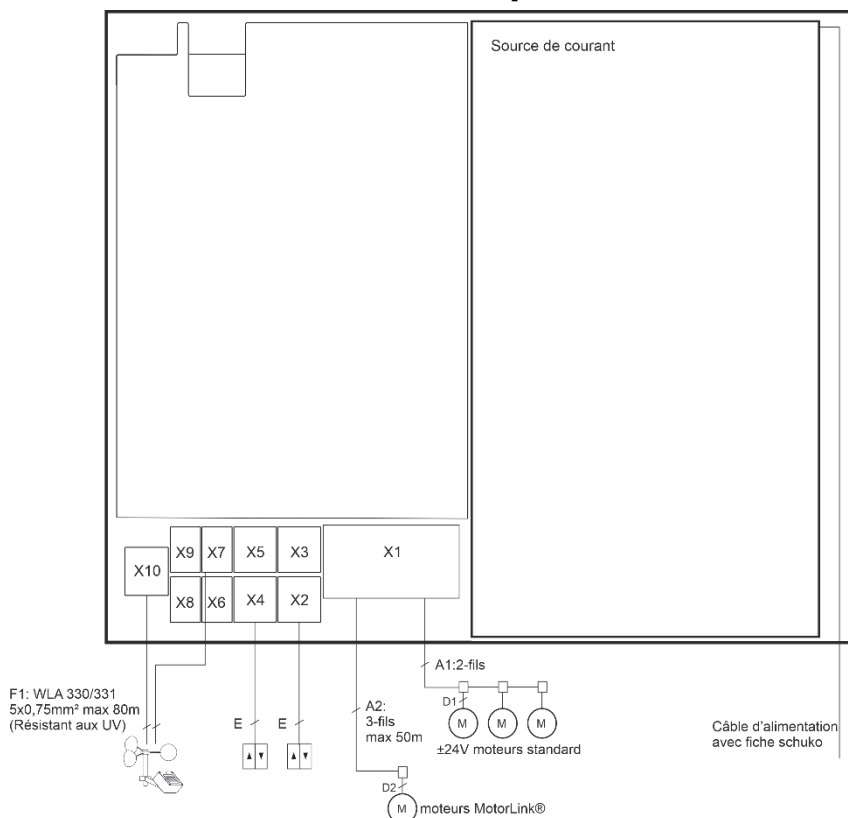 Source de courant
X9
X7
X5
X3
X1
X10
X8
X6
X4
X2
F1: WLA 330/331
5x0,75mm² max 80m
(Résistant aux UV)
E
E
A2:
3-fils
max 50m
A1:2-fils
D1
M
M
M
±24V moteurs standard
D2
M
moteurs MotorLink®
Câble d'alimentation
avec fiche schuko